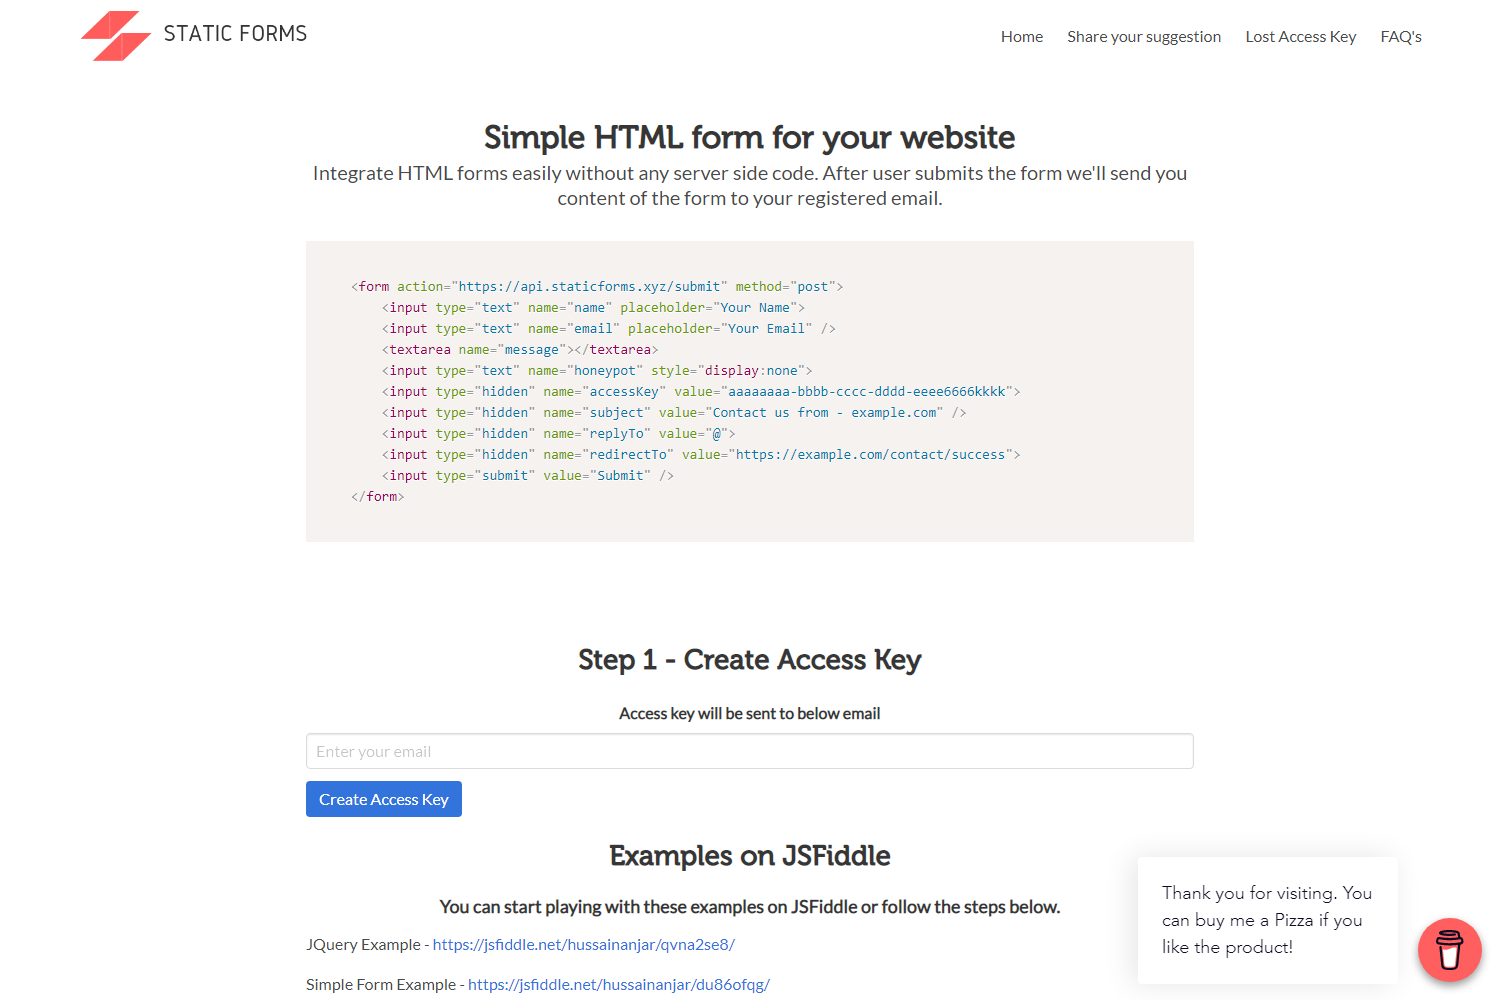 STATIC FORMS
Home Share your suggestion Lost Access Key FAQ's
Simple HTML form for your website
Integrate HTML forms easily without any server side code. After user submits the form we'll send you
content of the form to your registered email.
<form action="https://api.staticforms.xyz/submit" method="post">
    <input type="text" name="name" placeholder="Your Name">
    <input type="text" name="email" placeholder="Your Email" />
    <textarea name="message"></textarea>
    <input type="text" name="honeypot" style="display:none">
    <input type="hidden" name="accessKey" value="aaaaaaaa-bbbb-cccc-dddd-eeee6666kkkk">
    <input type="hidden" name="subject" value="Contact us from - example.com" />
    <input type="hidden" name="replyTo" value="@">
    <input type="hidden" name="redirectTo" value="https://example.com/contact/success">
    <input type="submit" value="Submit" />
</form>
Step 1 - Create Access Key
Access key will be sent to below email
Enter your email
Create Access Key
Examples on JSFiddle
You can start playing with these examples on JSFiddle or follow the steps below.
JQuery Example - https://jsfiddle.net/hussainanjar/qvna2se8/
Simple Form Example - https://jsfiddle.net/hussainanjar/du86ofqg/
Thank you for visiting. You
can buy me a Pizza if you
like the product!